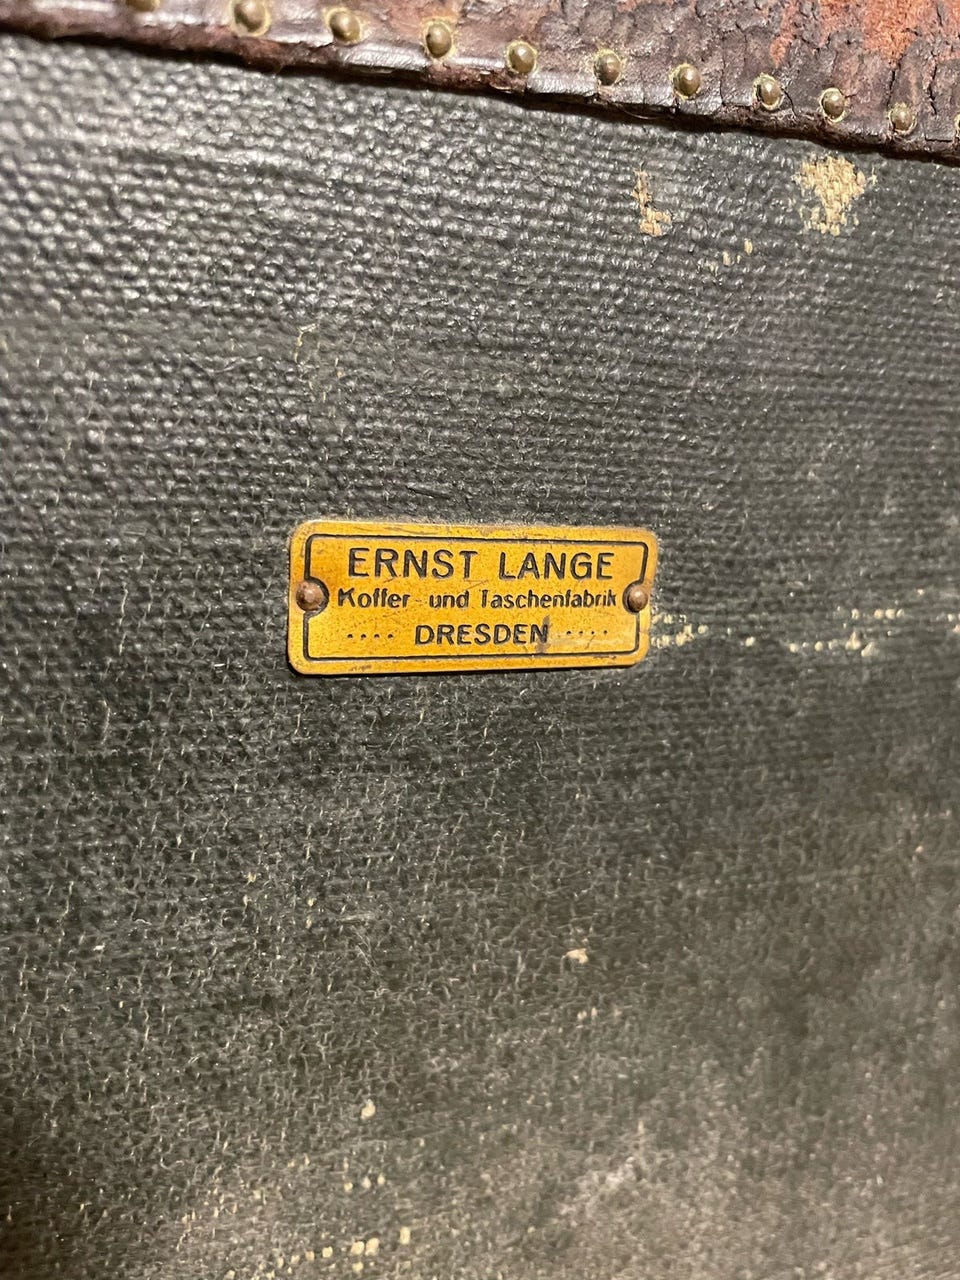 ERNST LANGE
Koffer- und Taschenfabrik
.... DRESDEN ....